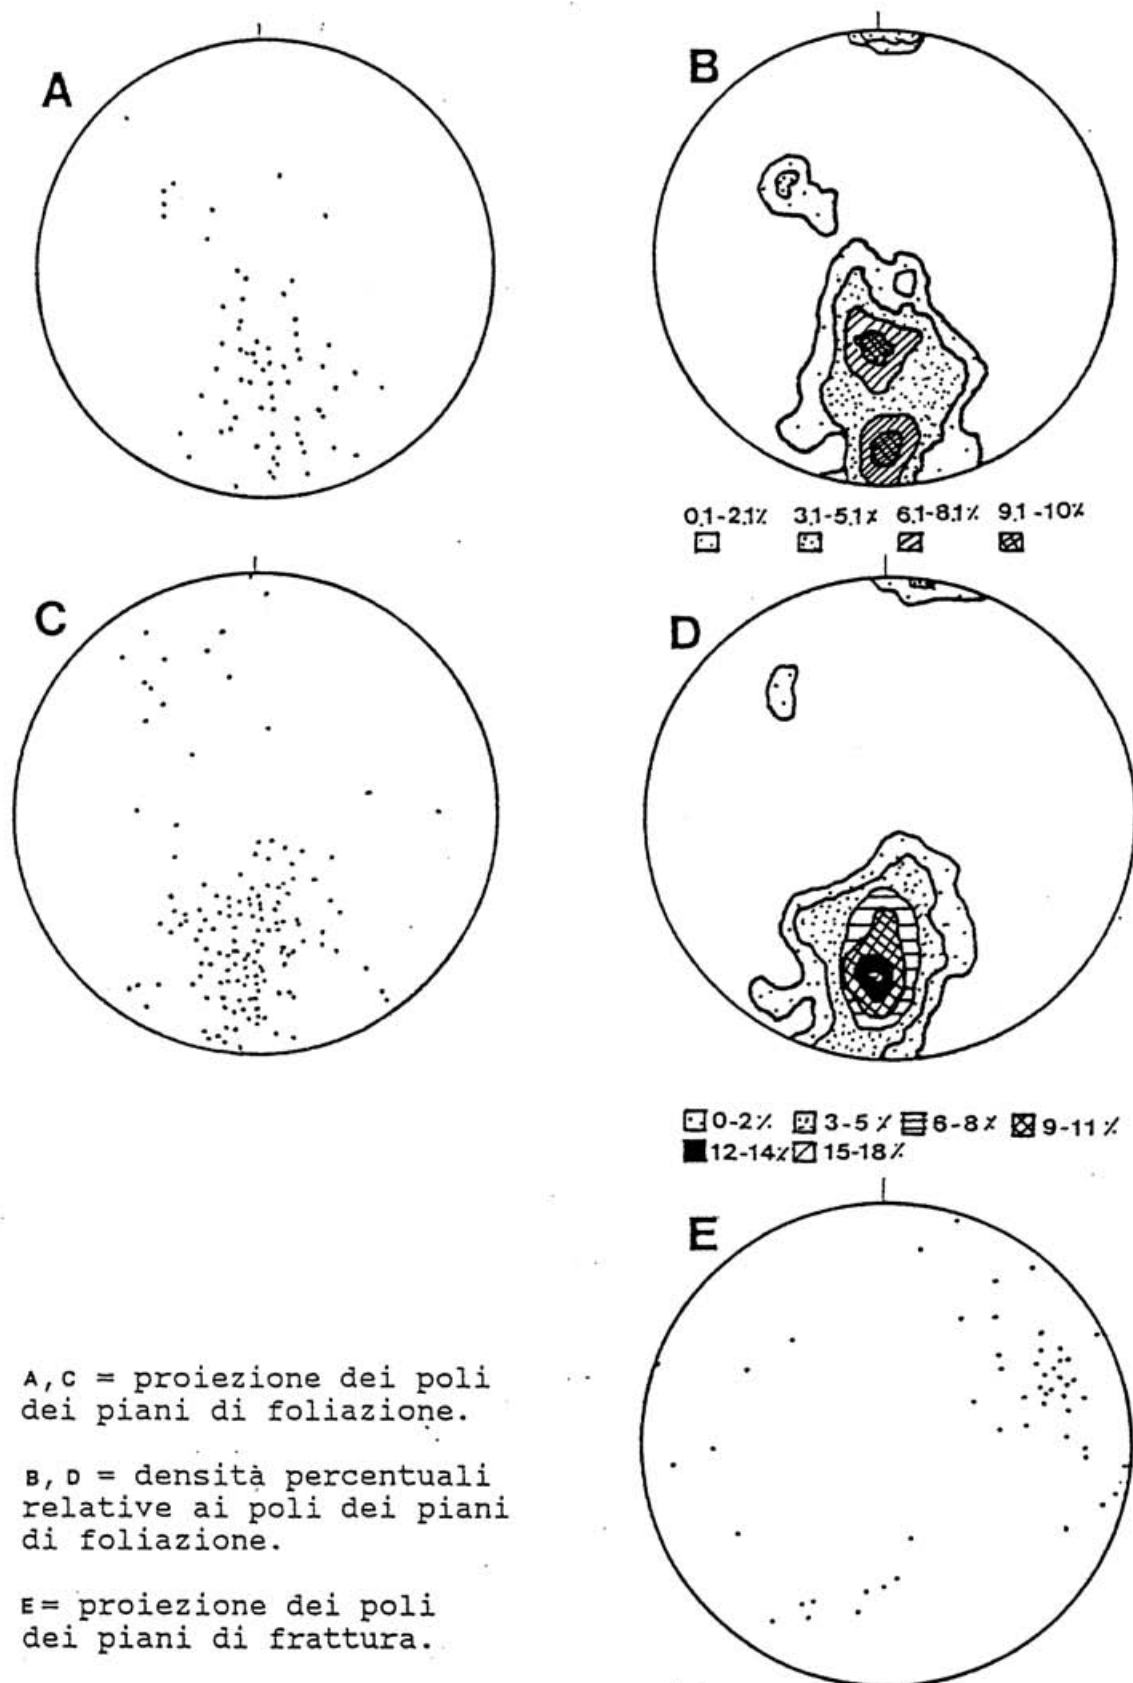 A
B
0.1-2.1% 3.1-5.1% 6.1-8.1% 9.1-10%
C
D
0-2% 3-5% 6-8% 9-11%
12-14% 15-18%
E
A, C = proiezione dei poli
dei piani di foliazione.
B, D = densità percentuali
relative ai poli dei piani
di foliazione.
E = proiezione dei poli
dei piani di frattura.